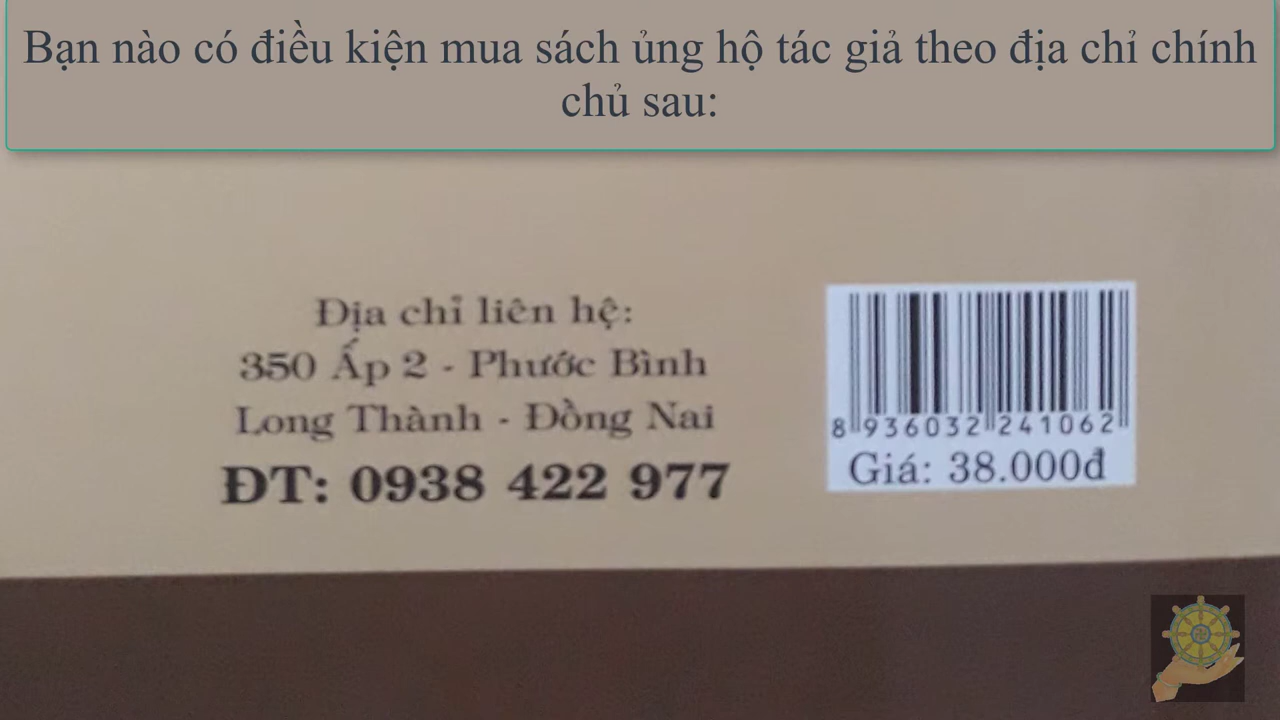 Bạn nào có điều kiện mua sách ủng hộ tác giả theo địa chỉ chính
chủ sau:
Địa chỉ liên hệ:
350 Ấp 2 - Phước Bình
Long Thành - Đồng Nai
ĐT: 0938 422 977
8 936032 241062
Giá: 38.000đ